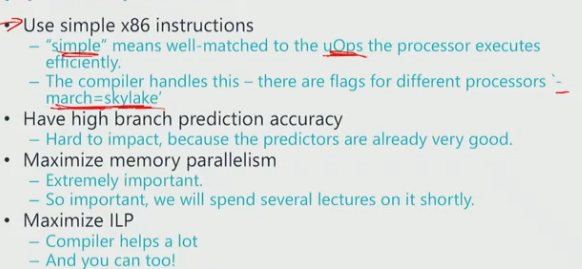 • Use simple x86 instructions
– "simple" means well-matched to the uOps the processor executes
efficiently.
– The compiler handles this – there are flags for different processors `-
march=skylake'
• Have high branch prediction accuracy
– Hard to impact, because the predictors are already very good.
• Maximize memory parallelism
– Extremely important.
– So important, we will spend several lectures on it shortly.
• Maximize ILP
– Compiler helps a lot
– And you can too!